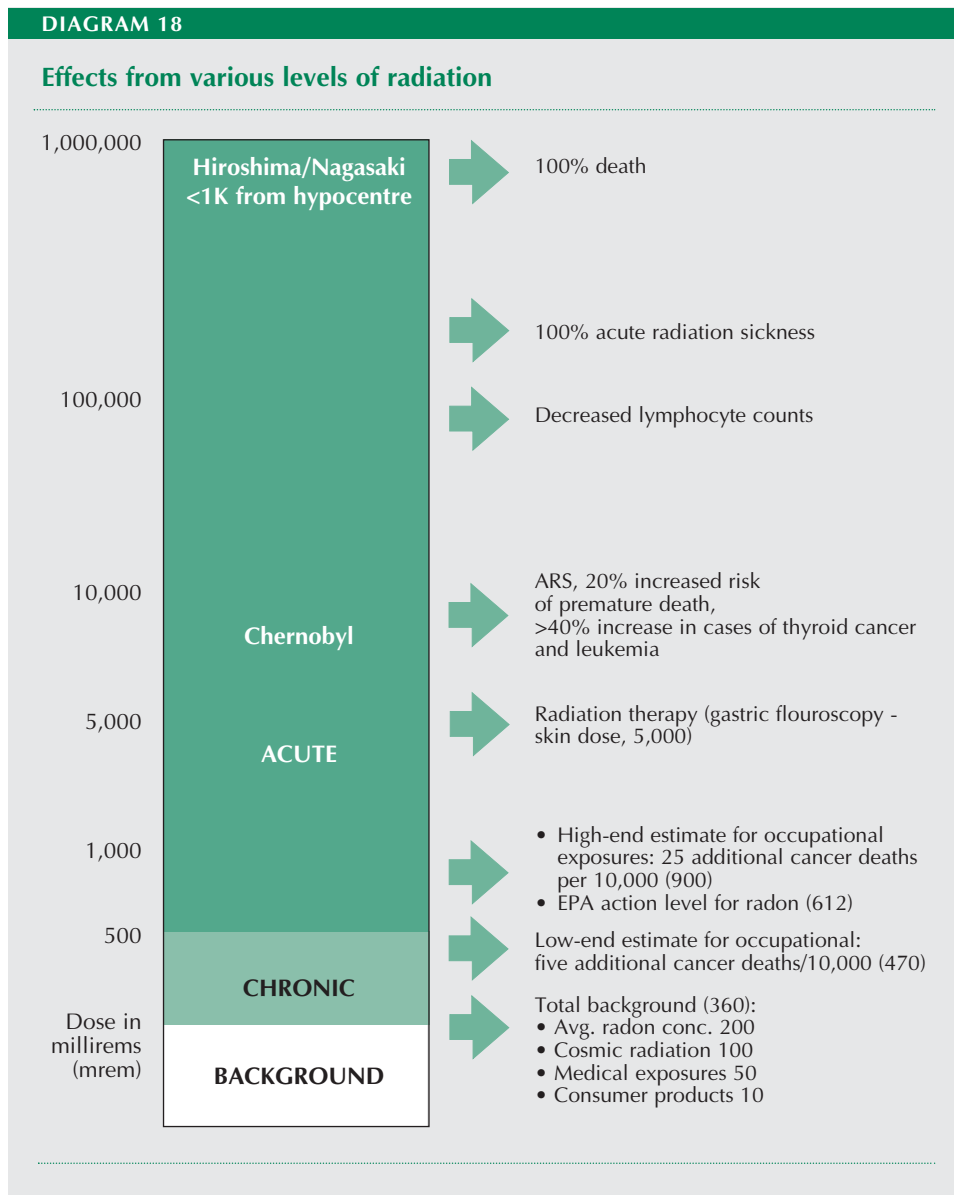 DIAGRAM 18
Effects from various levels of radiation
1,000,000
Hiroshima/Nagasaki
<1K from hypocentre
100% death
100% acute radiation sickness
100,000
Decreased lymphocyte counts
10,000
Chernobyl
ARS, 20% increased risk
of premature death,
>40% increase in cases of thyroid cancer
and leukemia
5,000
ACUTE
Radiation therapy (gastric flouroscopy -
skin dose, 5,000)
1,000
• High-end estimate for occupational
exposures: 25 additional cancer deaths
per 10,000 (900)
• EPA action level for radon (612)
500
Low-end estimate for occupational:
five additional cancer deaths/10,000 (470)
CHRONIC
Dose in
millirems
(mrem)
BACKGROUND
Total background (360):
• Avg. radon conc. 200
• Cosmic radiation 100
• Medical exposures 50
• Consumer products 10